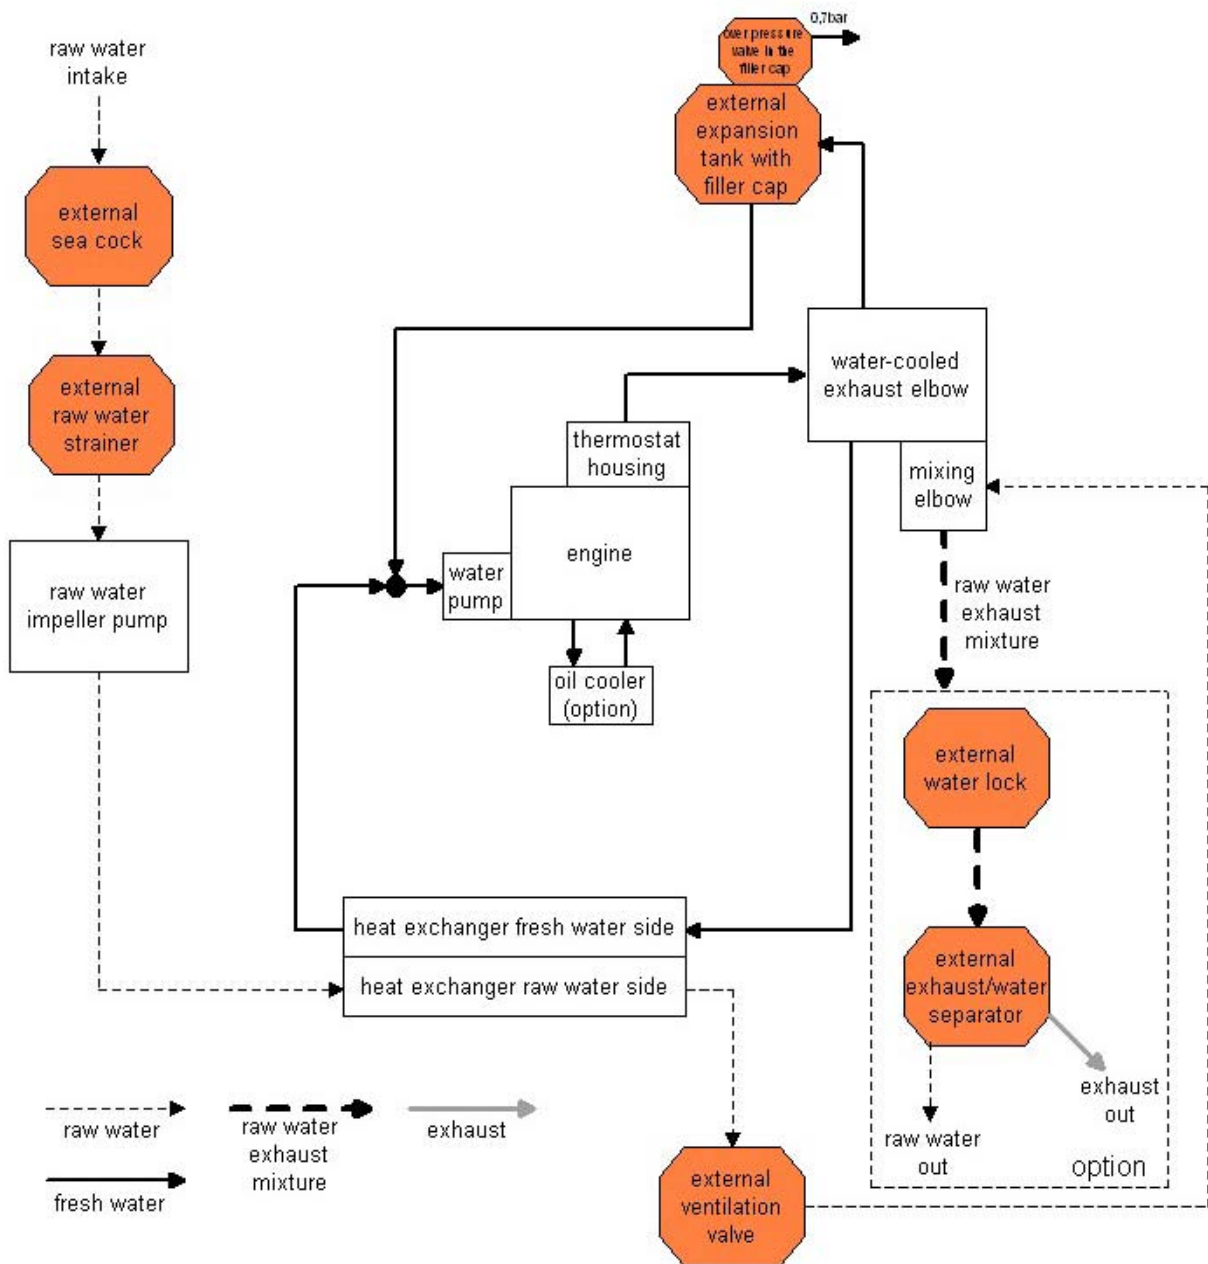 raw water
intake
external
sea cock
external
raw water
strainer
raw water
impeller pump
0,7bar
over pressure
valve in the
filler cap
external
expansion
tank with
filler cap
water-cooled
exhaust elbow
thermostat
housing
mixing
elbow
engine
water
pump
oil cooler
(option)
raw water
exhaust
mixture
external
water lock
external
exhaust/water
separator
exhaust
out
raw water
out
option
heat exchanger fresh water side
heat exchanger raw water side
external
ventilation
valve
raw water
raw water
exhaust
mixture
exhaust
fresh water